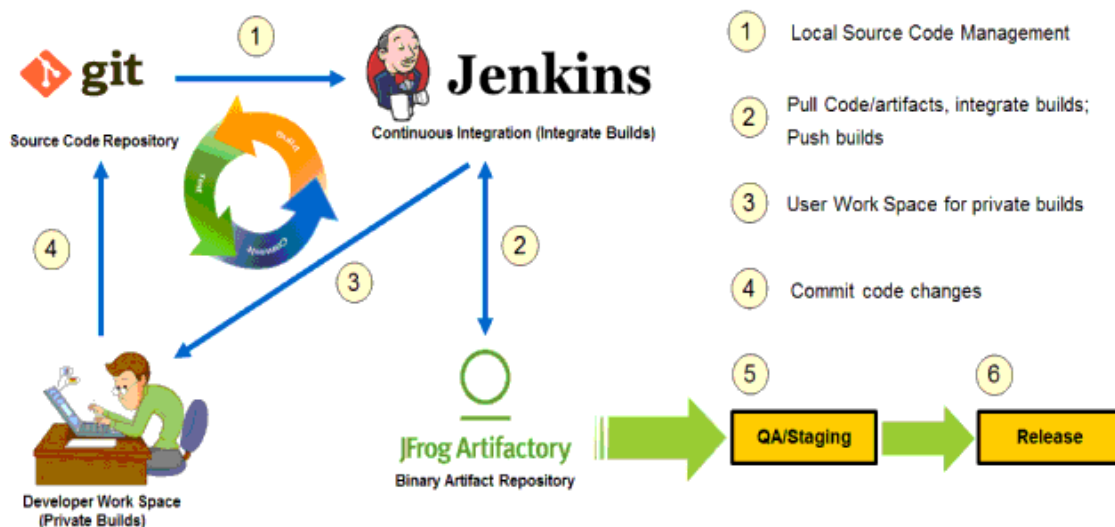 1
git
Jenkins
Source Code Repository
Continuous Integration (Integrate Builds)
Build
Test
4
3
2
Developer Work Space
(Private Builds)
JFrog Artifactory
Binary Artifact Repository
1 Local Source Code Management
2 Pull Code/artifacts, integrate builds;
Push builds
3 User Work Space for private builds
4 Commit code changes
5
6
QA/Staging
Release